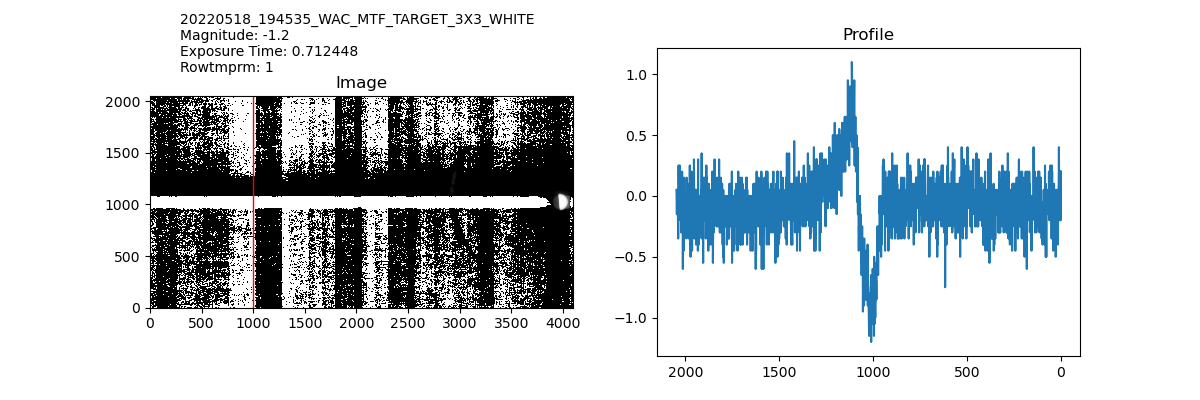 20220518_194535_WAC_MTF_TARGET_3X3_WHITE
Magnitude: -1.2
Exposure Time: 0.712448
Rowtmprm: 1
Image
2000
1500
1000
500
0
0 500 1000 1500 2000 2500 3000 3500 4000
Profile
1.0
0.5
0.0
−0.5
−1.0
2000 1500 1000 500 0